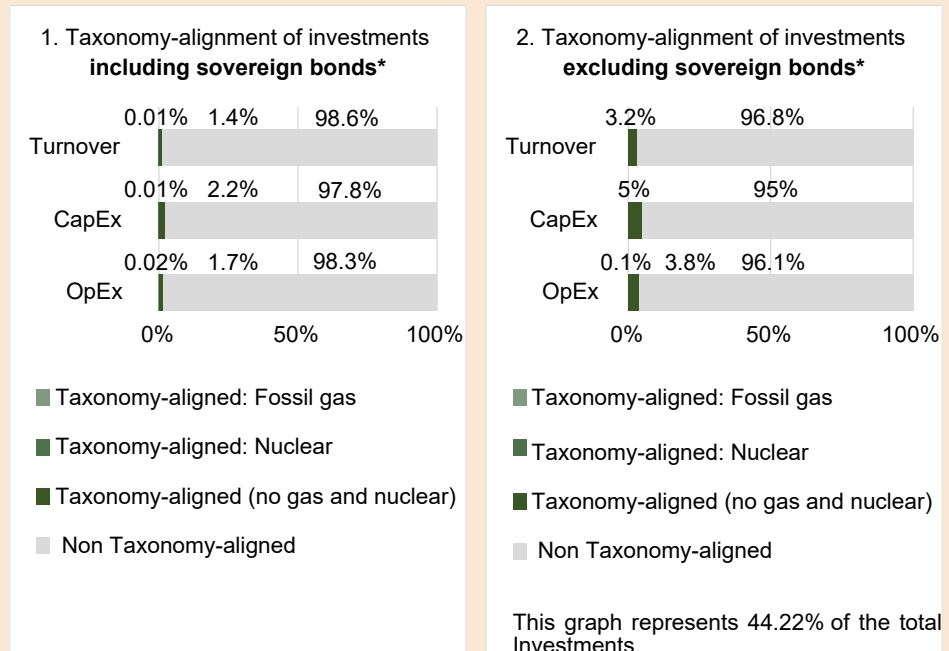 1. Taxonomy-alignment of investments
including sovereign bonds*
0.01% 1.4% 98.6%
Turnover
0.01% 2.2% 97.8%
CapEx
0.02% 1.7% 98.3%
OpEx
0% 50% 100%
Taxonomy-aligned: Fossil gas
Taxonomy-aligned: Nuclear
Taxonomy-aligned (no gas and nuclear)
Non Taxonomy-aligned
2. Taxonomy-alignment of investments
excluding sovereign bonds*
3.2% 96.8%
Turnover
5% 95%
CapEx
0.1% 3.8% 96.1%
OpEx
0% 50% 100%
Taxonomy-aligned: Fossil gas
Taxonomy-aligned: Nuclear
Taxonomy-aligned (no gas and nuclear)
Non Taxonomy-aligned
This graph represents 44.22% of the total
Investments.